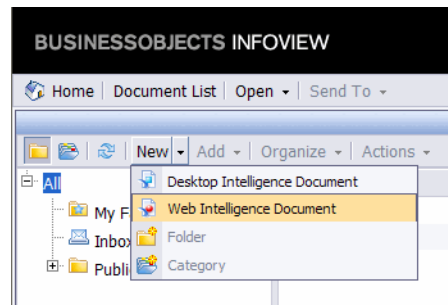 BUSINESSOBJECTS INFOVIEW
Home Document List Open Send To
New Add Organize Actions
All
Desktop Intelligence Document
Web Intelligence Document
My F
Folder
Inbox
Category
Publi